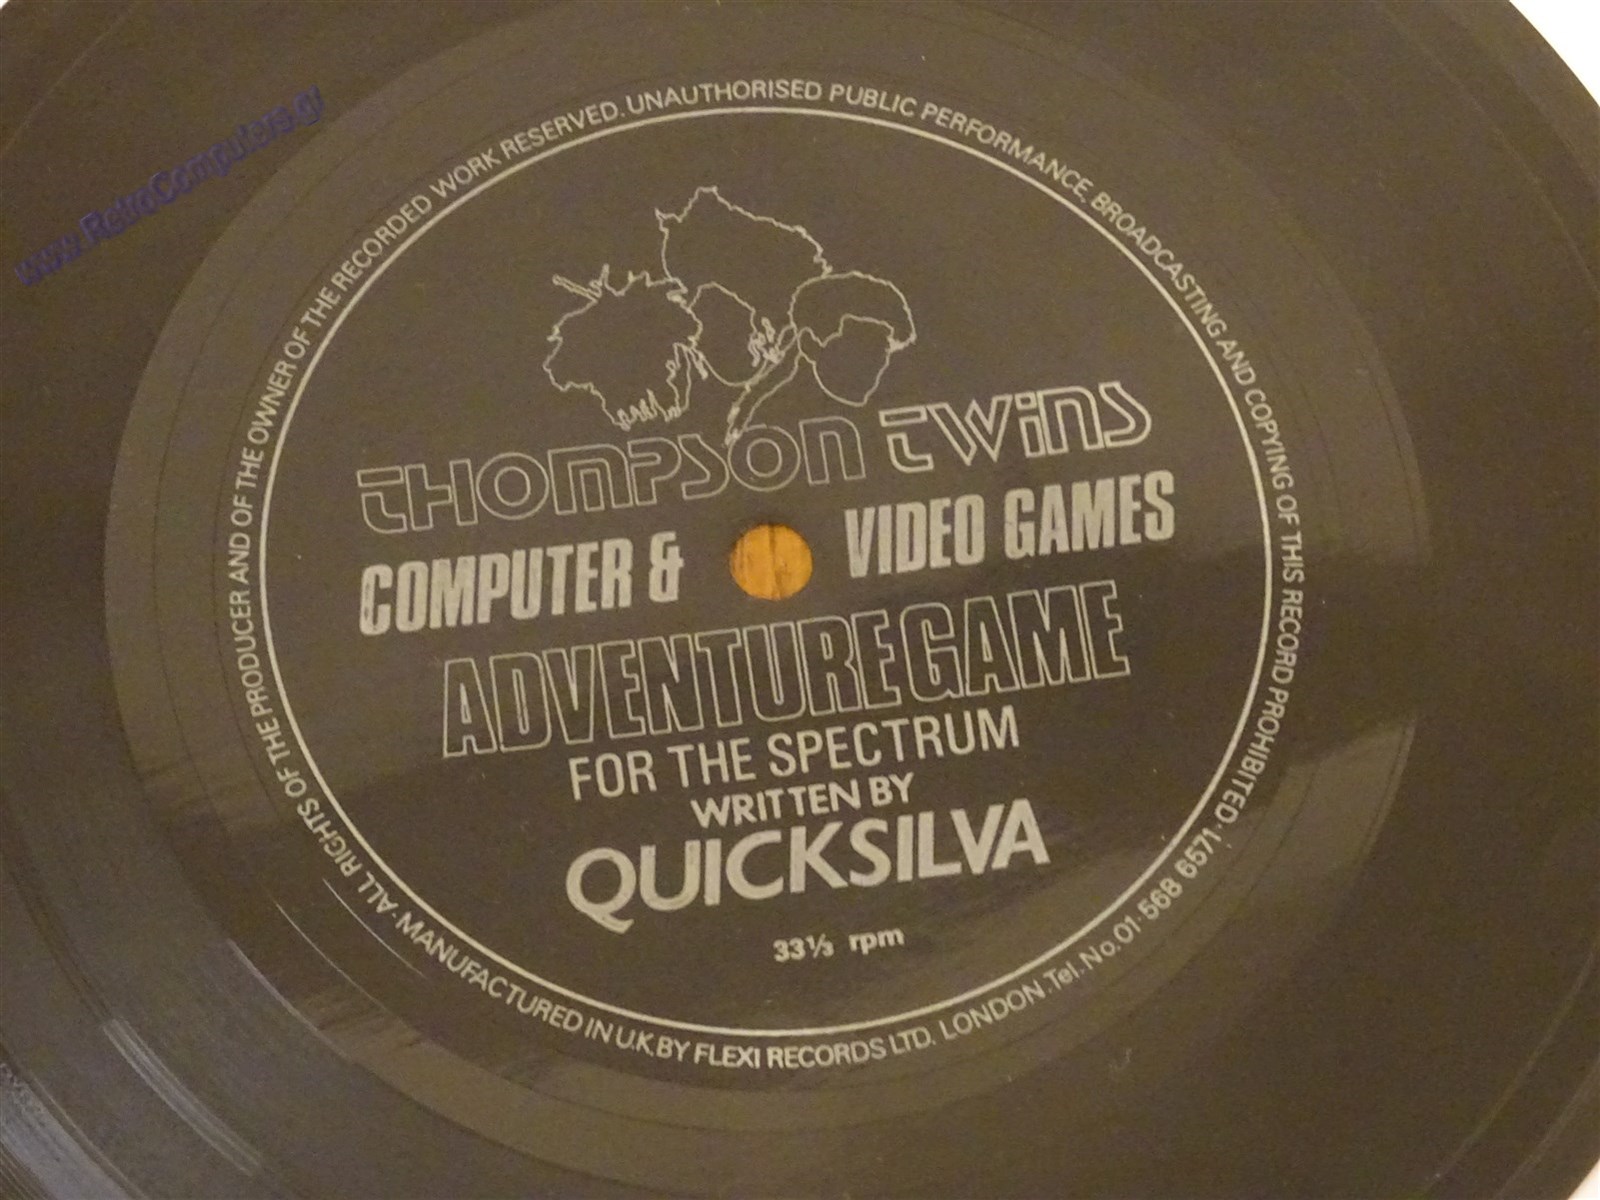 www.RetroComputers.gr
ALL RIGHTS OF THE PRODUCER AND OF THE OWNER OF THE RECORDED WORK RESERVED. UNAUTHORISED PUBLIC PERFORMANCE, BROADCASTING AND COPYING OF THIS RECORD PROHIBITED.
THOMPSON TWINS
COMPUTER & VIDEO GAMES
ADVENTURE GAME
FOR THE SPECTRUM
WRITTEN BY
QUICKSILVA
33⅓ rpm
MANUFACTURED IN U.K. BY FLEXI RECORDS LTD. LONDON. Tel. No. 01-568 6571.